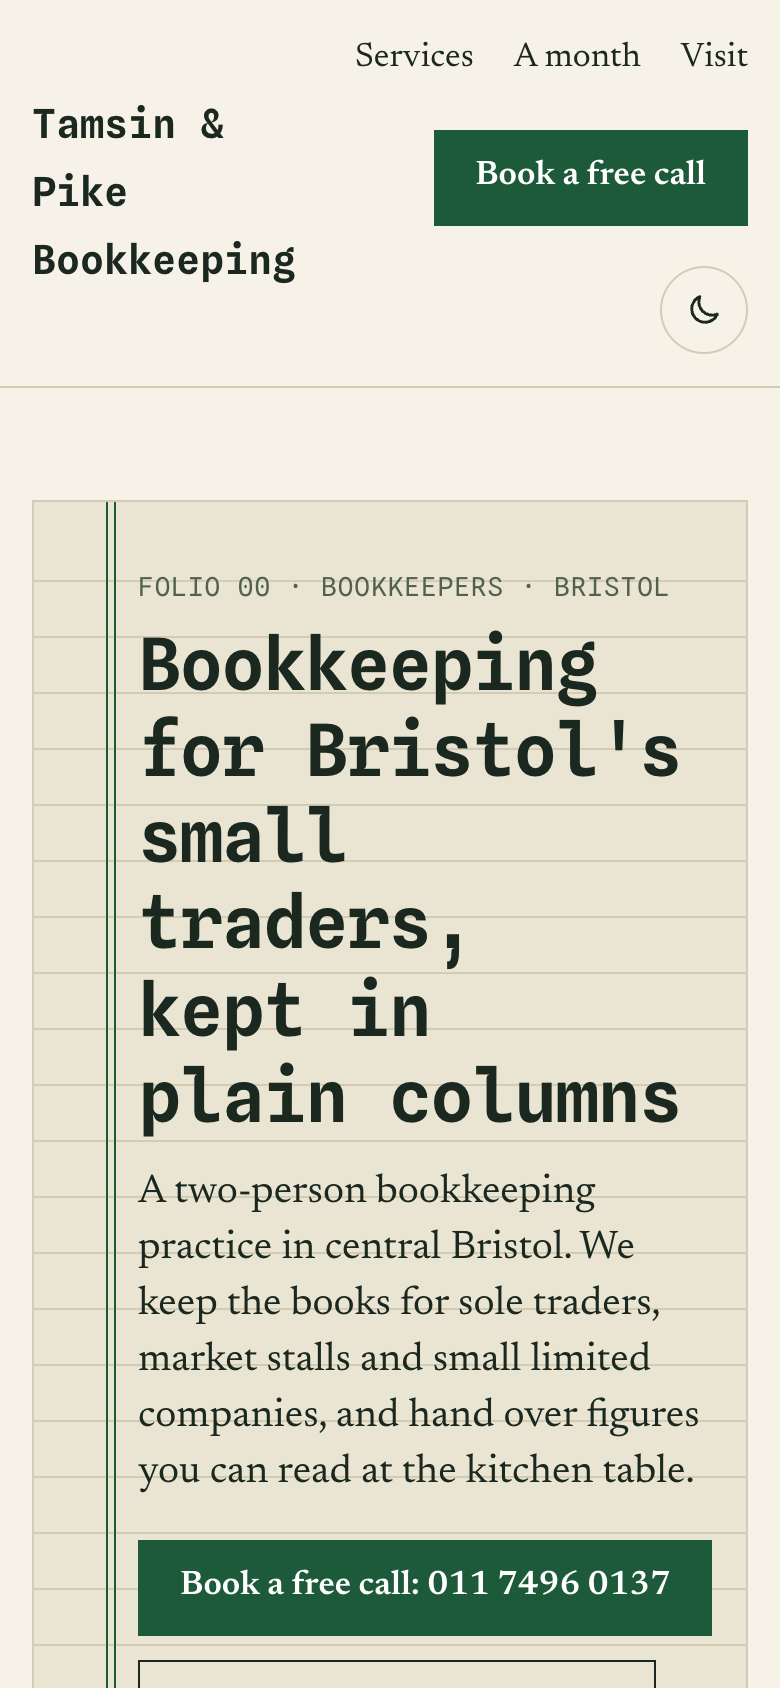 Services A month Visit
Tamsin &
Pike
Bookkeeping
Book a free call
FOLIO 00 · BOOKKEEPERS · BRISTOL
Bookkeeping
for Bristol's
small
traders,
kept in
plain columns
A two-person bookkeeping
practice in central Bristol. We
keep the books for sole traders,
market stalls and small limited
companies, and hand over figures
you can read at the kitchen table.
Book a free call: 011 7496 0137